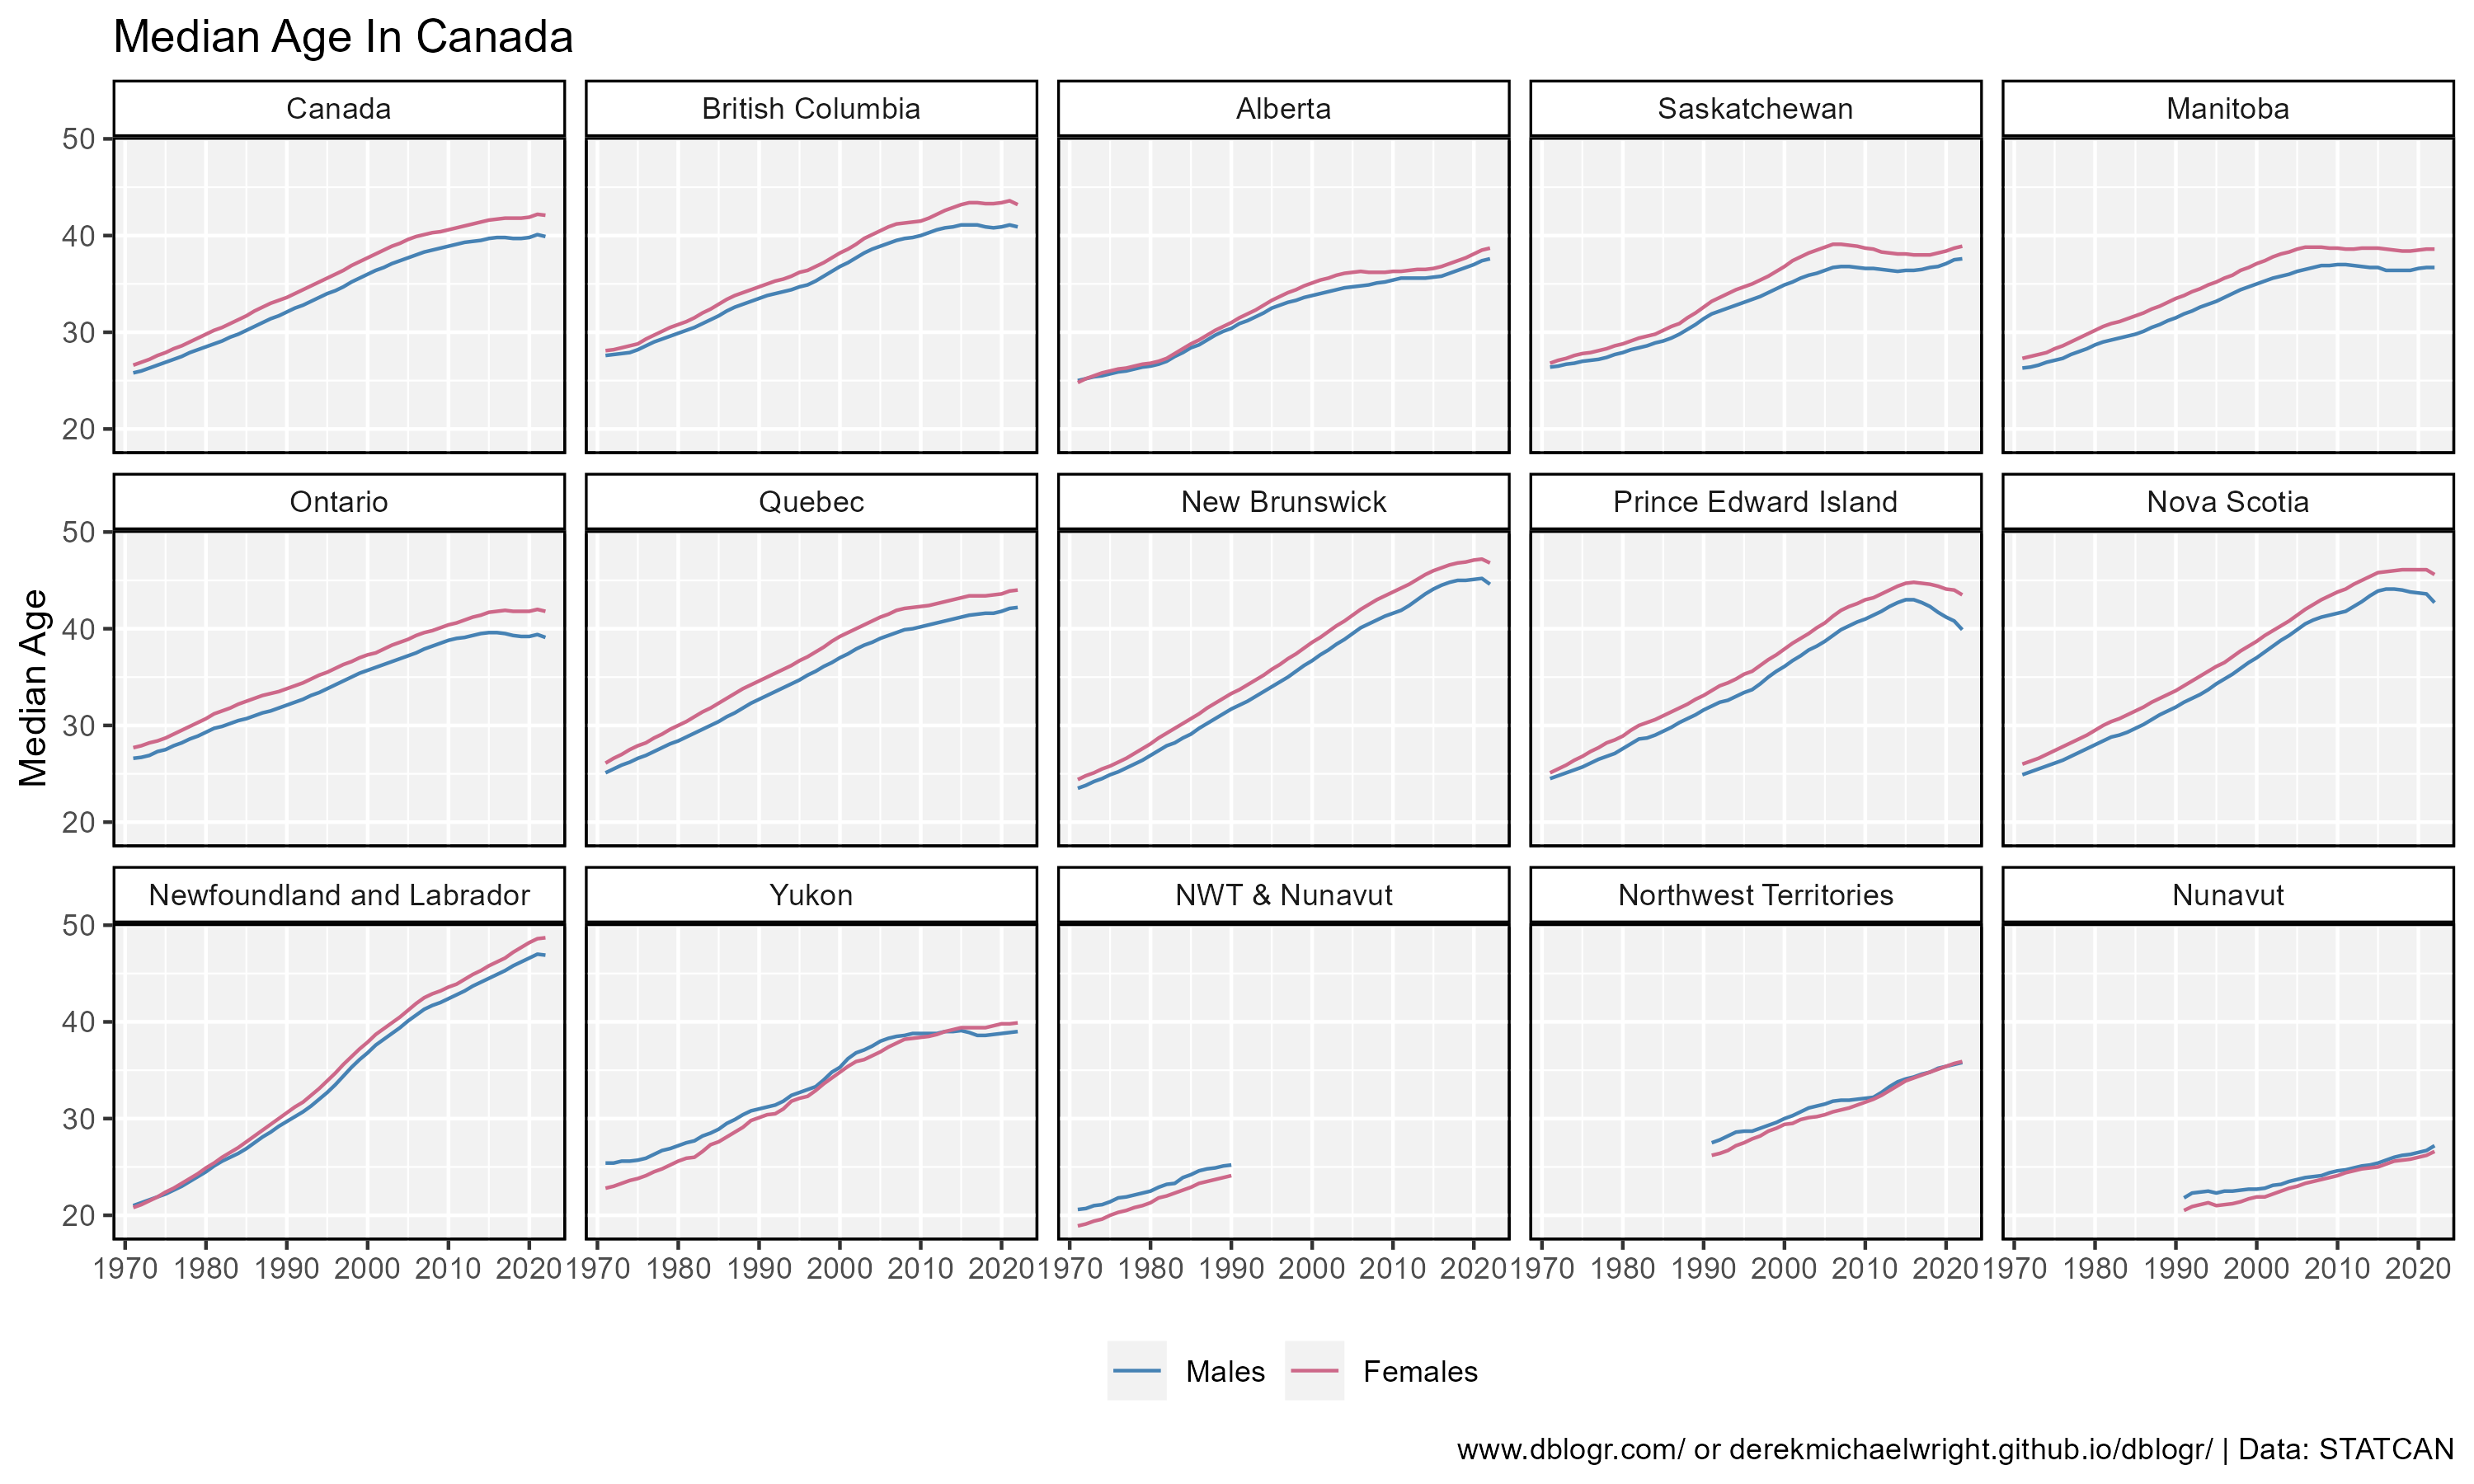 Median Age In Canada
Canada
British Columbia
Alberta
Saskatchewan
Manitoba
50
40
30
20
Ontario
Quebec
New Brunswick
Prince Edward Island
Nova Scotia
50
40
30
20
Median Age
Newfoundland and Labrador
Yukon
NWT & Nunavut
Northwest Territories
Nunavut
50
40
30
20
1970 1980 1990 2000 2010 2020
1970 1980 1990 2000 2010 2020
1970 1980 1990 2000 2010 2020
1970 1980 1990 2000 2010 2020
1970 1980 1990 2000 2010 2020
Males Females
www.dblogr.com/ or derekmichaelwright.github.io/dblogr/ | Data: STATCAN